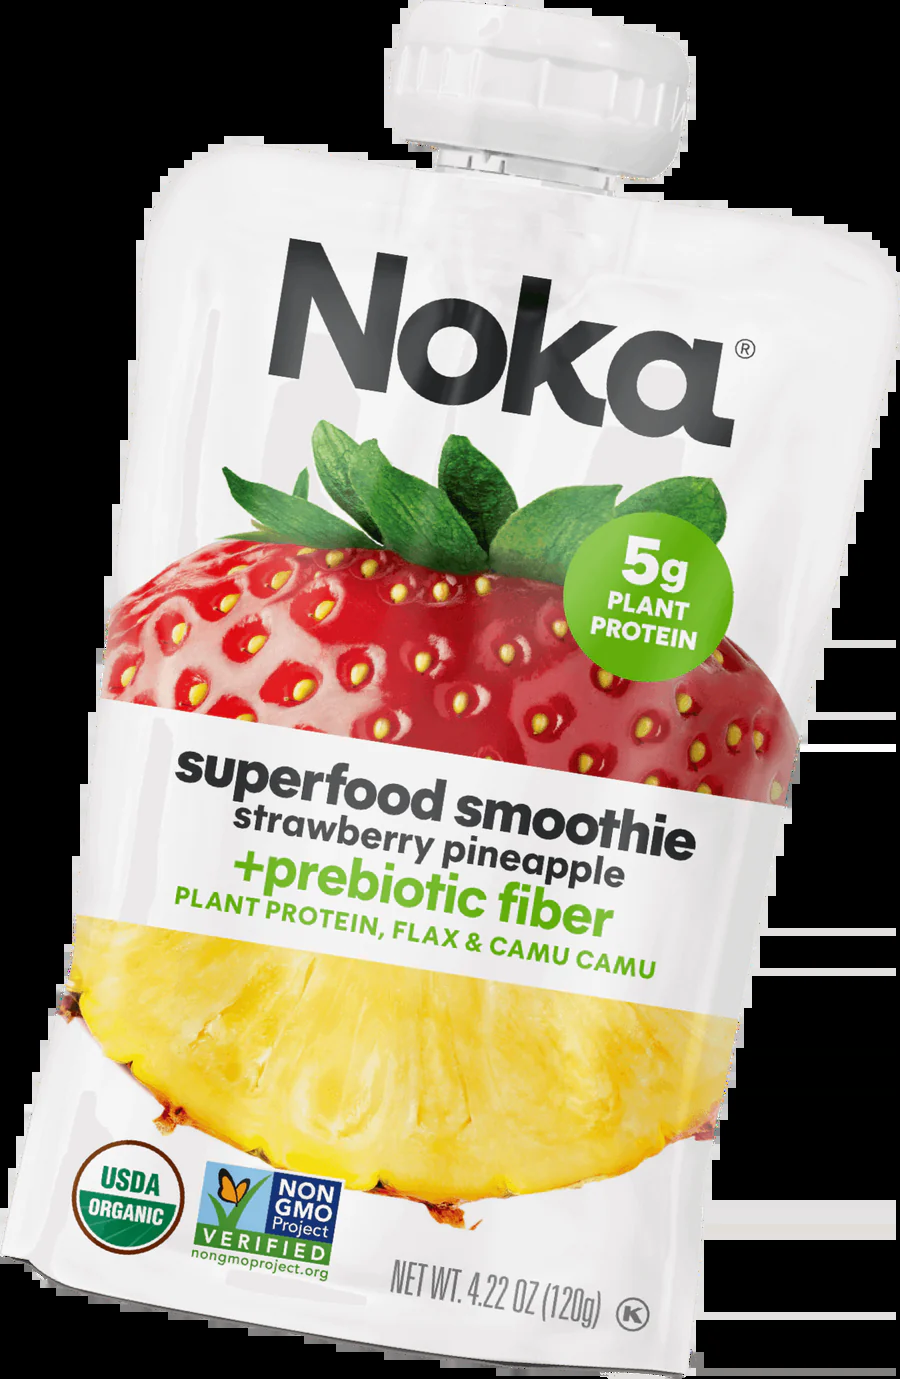 Noka®
5g
PLANT
PROTEIN
superfood smoothie
strawberry pineapple
+prebiotic fiber
PLANT PROTEIN, FLAX & CAMU CAMU
USDA
ORGANIC
NON
GMO
Project
VERIFIED
nongmoproject.org
NET WT. 4.22 OZ (120g)
K